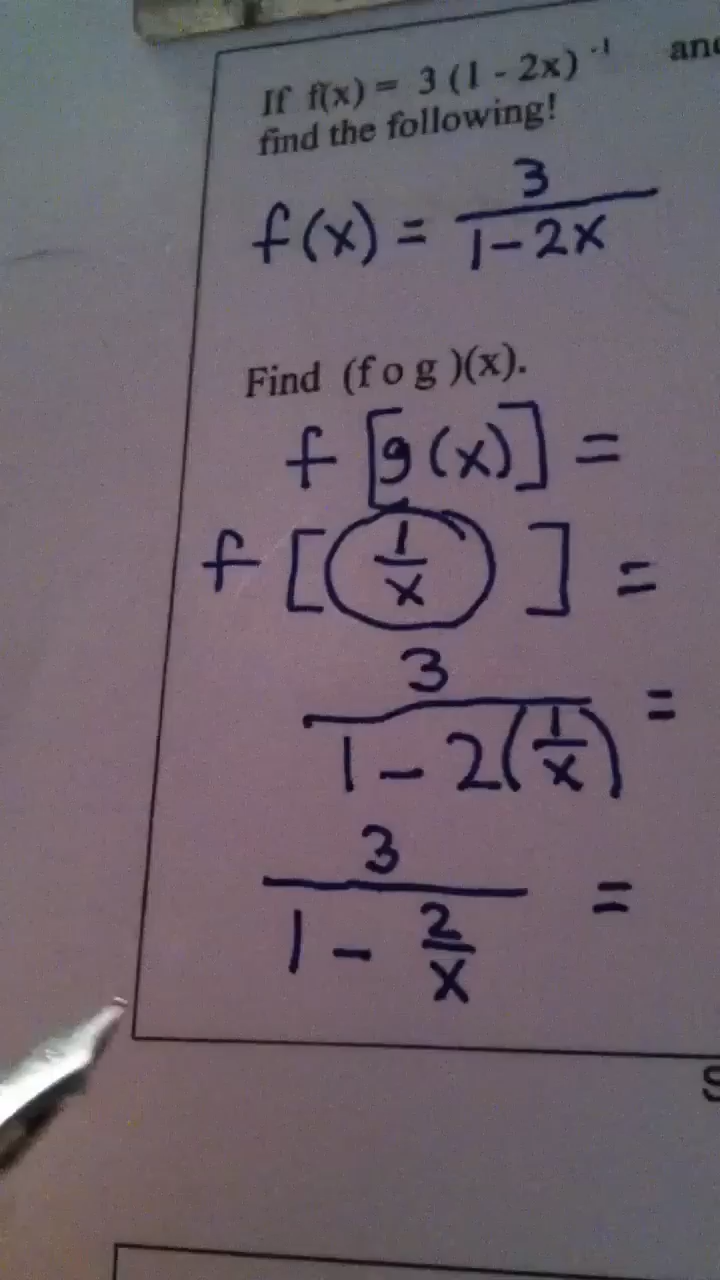 If f(x) = 3 (1 - 2x) ⁻¹
find the following!
f(x) = 3 / (1 - 2x)
Find (f o g )(x).
f [g(x)] =
f [ 1/x ] =
3 / (1 - 2(1/x)) =
3 / (1 - 2/x) =